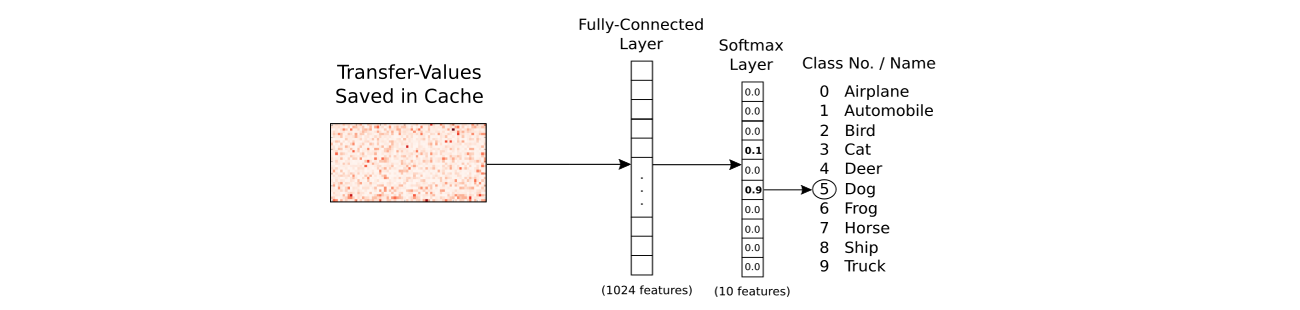 Fully-Connected
Layer
Softmax
Layer
Class No. / Name
Transfer-Values
Saved in Cache
0.0
0.0
0.0
0.1
0.0
0.9
0.0
0.0
0.0
0.0
0 Airplane
1 Automobile
2 Bird
3 Cat
4 Deer
5 Dog
6 Frog
7 Horse
8 Ship
9 Truck
(1024 features)
(10 features)